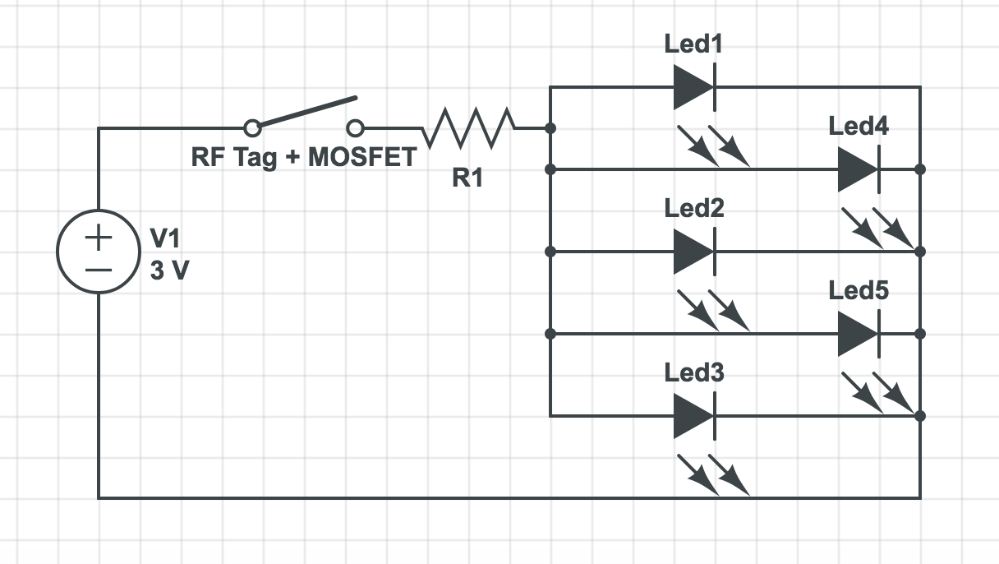 Led1
Led4
RF Tag + MOSFET
R1
Led2
V1
3 V
Led5
Led3